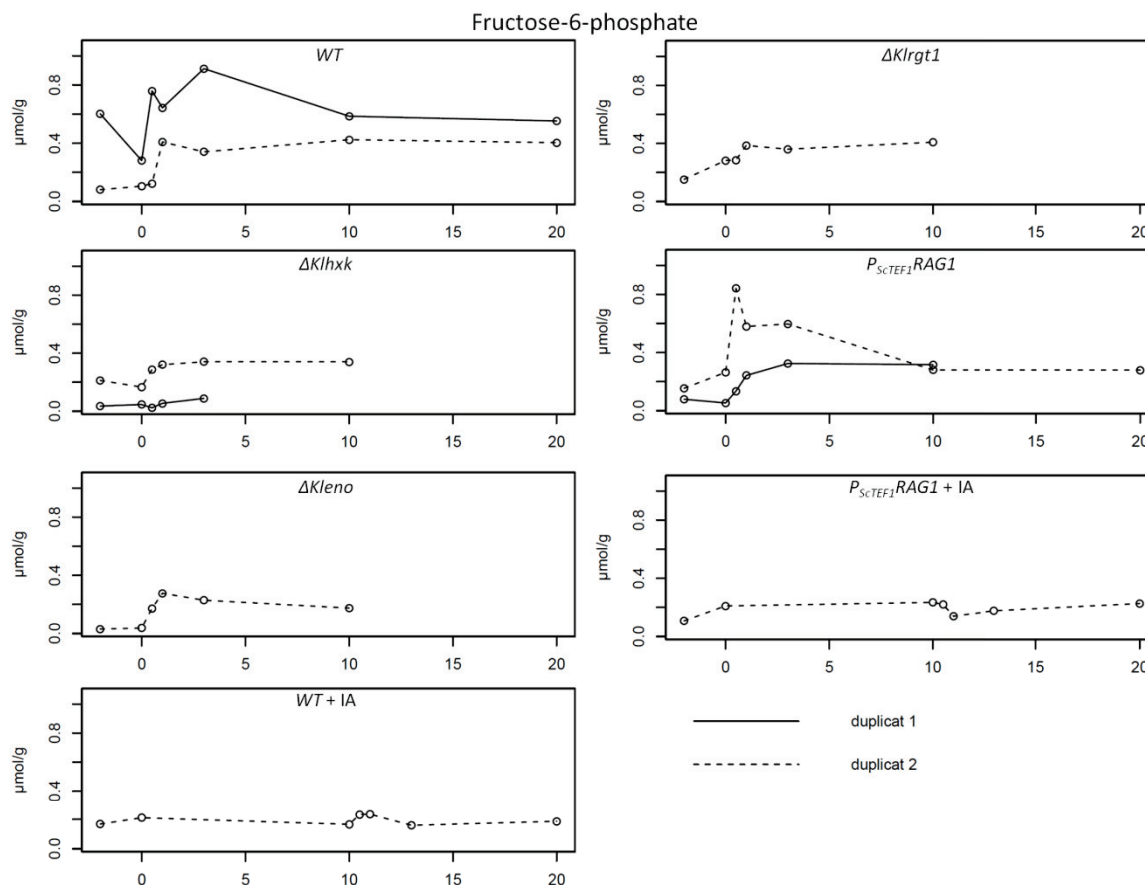 Fructose-6-phosphate
WT
µmol/g
0.0 0.4 0.8
0 5 10 15 20
ΔKlrgt1
µmol/g
0.0 0.4 0.8
0 5 10 15 20
ΔKlhxk
µmol/g
0.0 0.4 0.8
0 5 10 15 20
PScTEF1RAG1
µmol/g
0.0 0.4 0.8
0 5 10 15 20
ΔKleno
µmol/g
0.0 0.4 0.8
0 5 10 15 20
PScTEF1RAG1 + IA
µmol/g
0.0 0.4 0.8
0 5 10 15 20
WT + IA
µmol/g
0.0 0.4 0.8
0 5 10 15 20
duplicat 1
duplicat 2